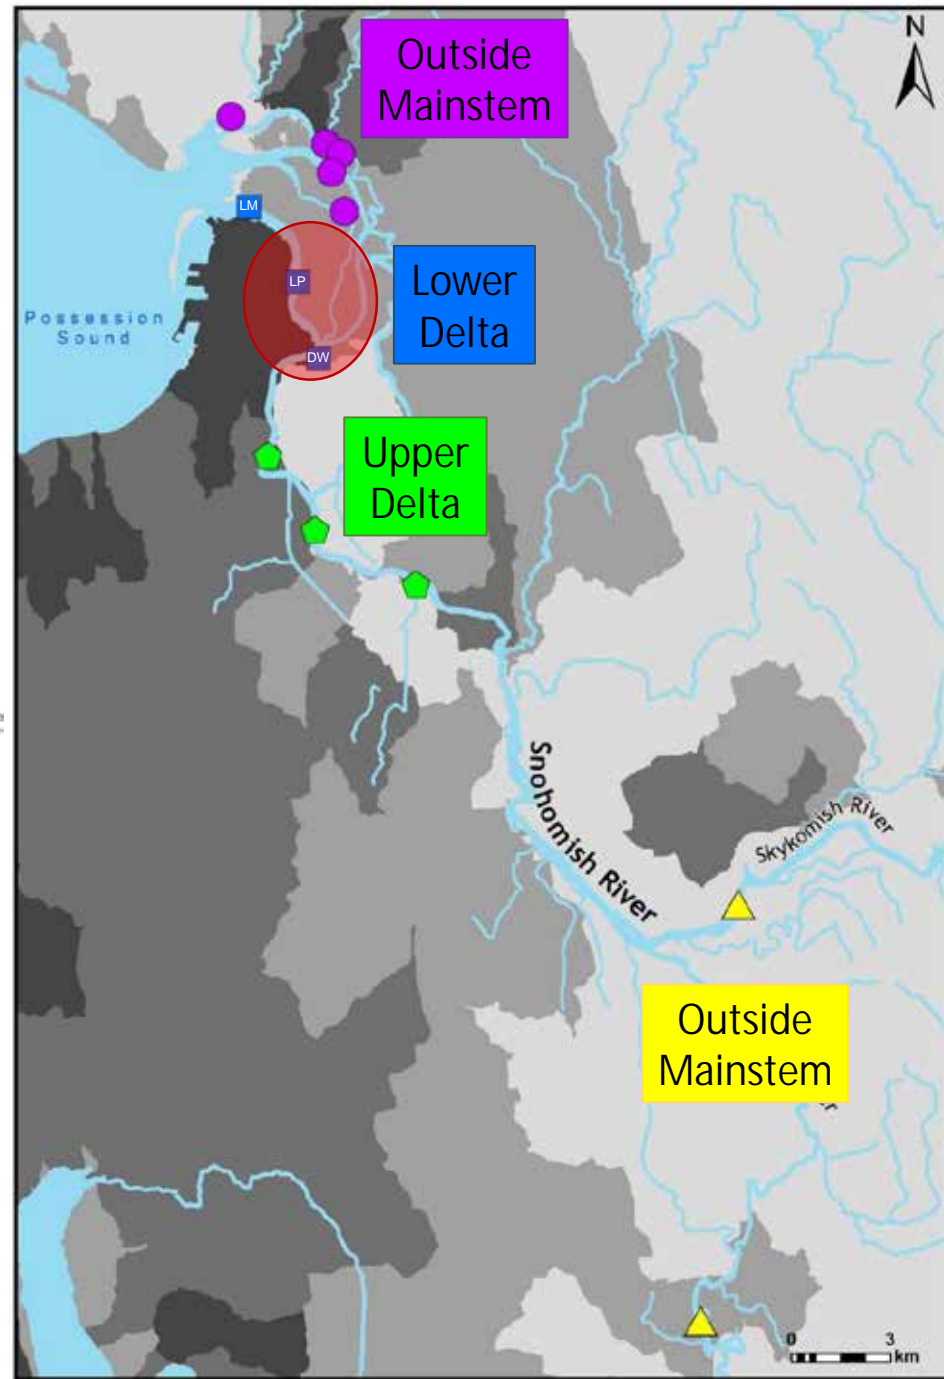 Outside
Mainstem
N
LM
LP
Lower
Delta
Possession
Sound
DW
Upper
Delta
Snohomish River
Skykomish River
Outside
Mainstem
0 3
km